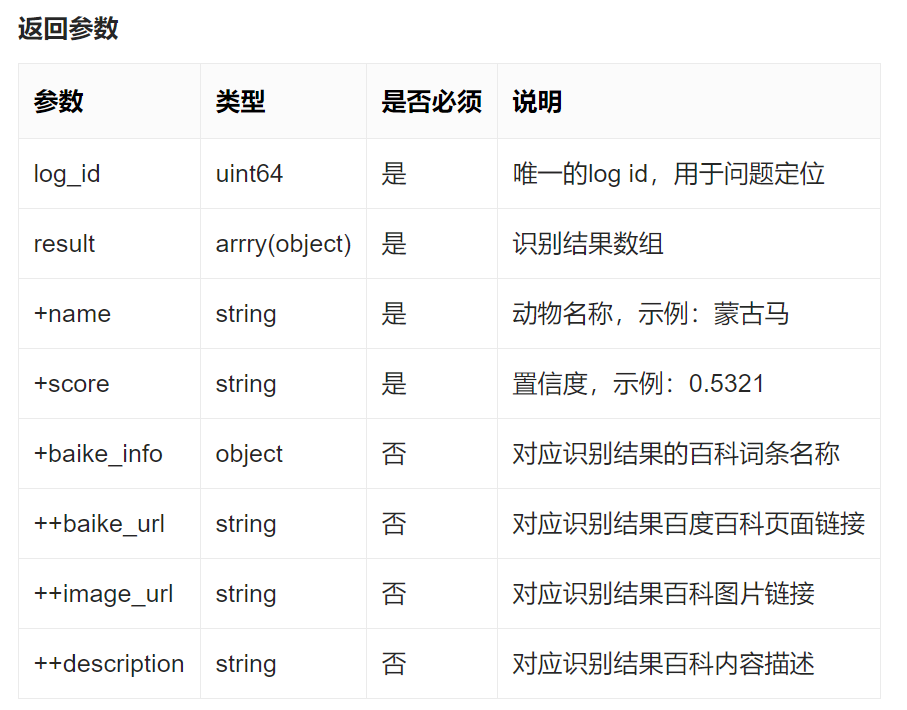 返回参数
参数 类型 是否必须 说明
log_id uint64 是 唯一的log id，用于问题定位
result arrry(object) 是 识别结果数组
+name string 是 动物名称，示例：蒙古马
+score string 是 置信度，示例：0.5321
+baike_info object 否 对应识别结果的百科词条名称
++baike_url string 否 对应识别结果百度百科页面链接
++image_url string 否 对应识别结果百科图片链接
++description string 否 对应识别结果百科内容描述